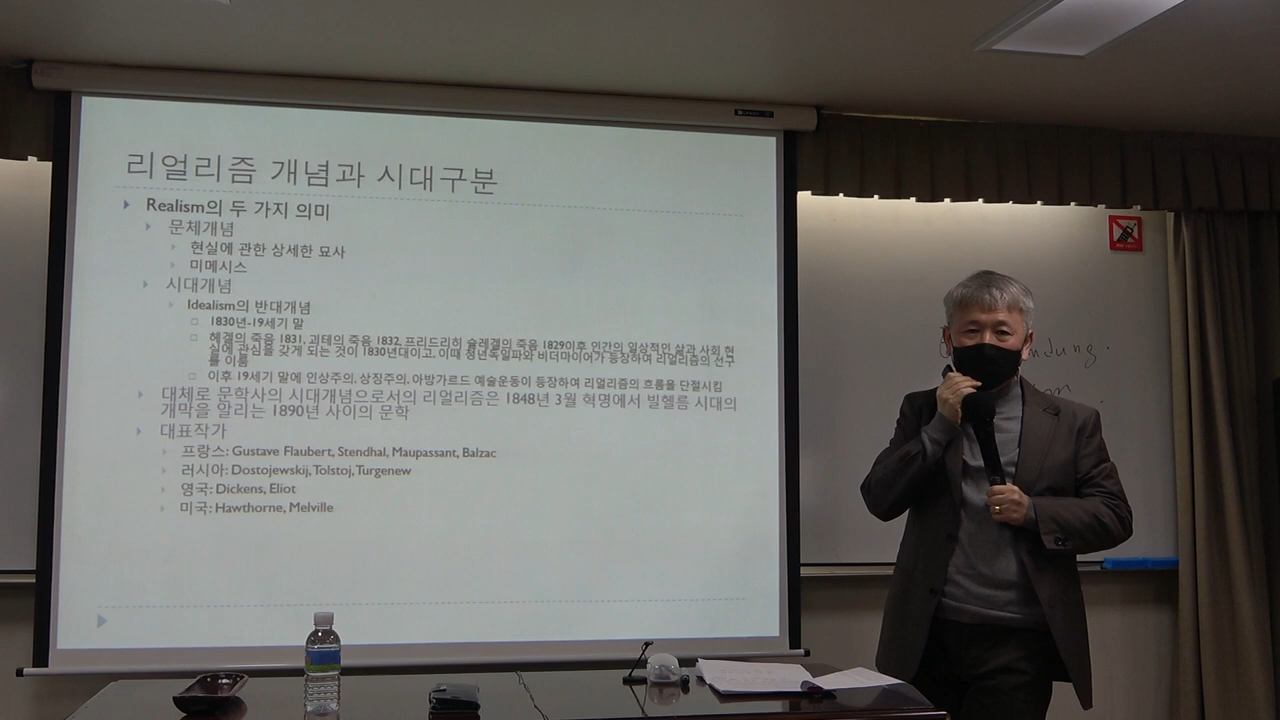 리얼리즘 개념과 시대구분
Realism의 두 가지 의미
문체개념
현실에 관한 상세한 묘사
미메시스
시대개념
Idealism의 반대개념
1830년-19세기 말
헤겔의 죽음 1831, 괴테의 죽음 1832, 프리드리히 슐레겔의 죽음 1829이후 인간의 일상적인 삶과 사회 현
실에 관심을 갖게 되는 것이 1830년대이고, 이때 청년독일파와 비더마이어가 등장하여 리얼리즘의 선구
를 이룸
이후 19세기 말에 인상주의, 상징주의, 아방가르드 예술운동이 등장하여 리얼리즘의 흐름을 단절시킴
대체로 문학사의 시대개념으로서의 리얼리즘은 1848년 3월 혁명에서 빌헬름 시대의
개막을 알리는 1890년 사이의 문학
대표작가
프랑스: Gustave Flaubert, Stendhal, Maupassant, Balzac
러시아: Dostojewskij, Tolstoj, Turgenew
영국: Dickens, Eliot
미국: Hawthorne, Melville